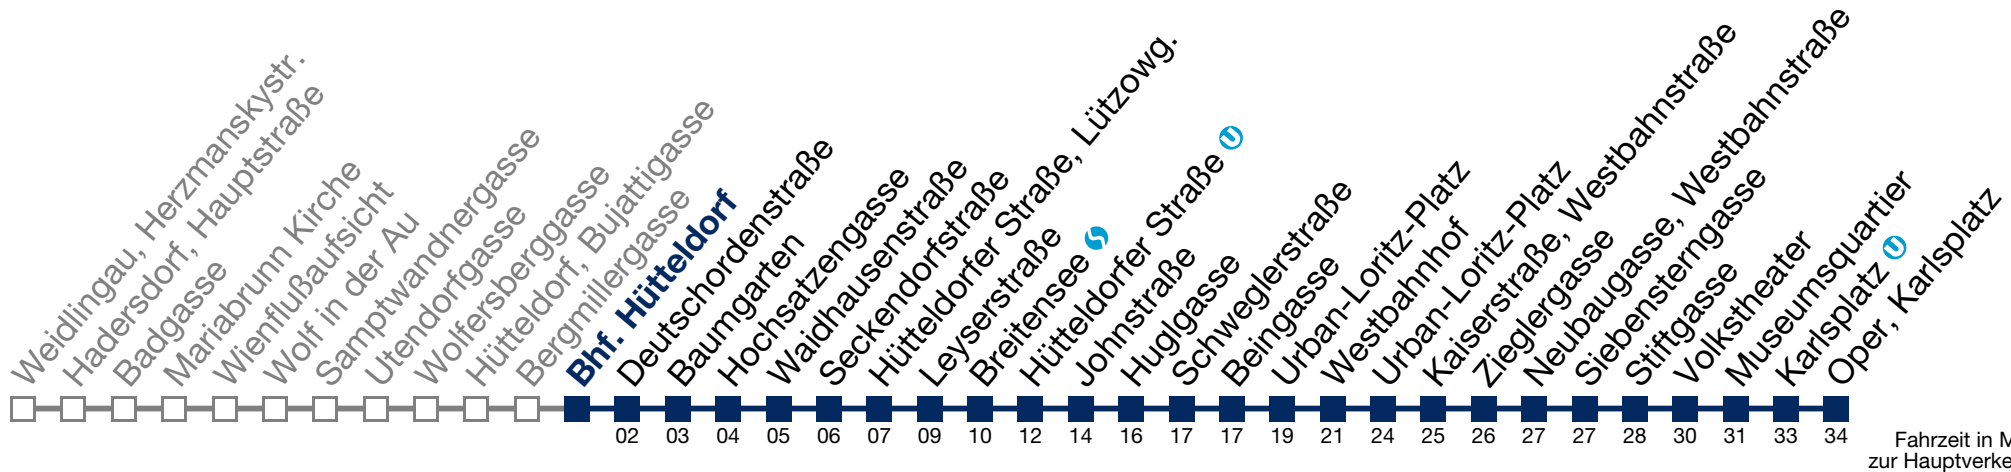 Weidlingau, Herzmanskystr.
Hadersdorf, Hauptstraße
Badgasse
Mariabrunn Kirche
Wienflußaufsicht
Wolf in der Au
Samptwandnergasse
Utendorfgasse
Wolfersberggasse
Hütteldorf, Bujattigasse
Bergmillergasse
Bhf. Hütteldorf
Deutschordenstraße
Baumgarten
Hochsatzengasse
Waidhausenstraße
Seckendorfstraße
Hütteldorfer Straße, Lützowg.
Leyserstraße
Breitensee
Hütteldorfer Straße U
Johnstraße
Huglgasse
Schweglerstraße
Beingasse
Urban-Loritz-Platz
Westbahnhof
Urban-Loritz-Platz
Kaiserstraße, Westbahnstraße
Zieglergasse
Neubaugasse, Westbahnstraße
Siebensterngasse
Stiftgasse
Volkstheater
Museumsquartier
Karlsplatz U
Oper, Karlsplatz
02 03 04 05 06 07 09 10 12 14 16 17 17 19 21 24 25 26 27 27 28 30 31 33 34
Fahrzeit in M
zur Hauptverke